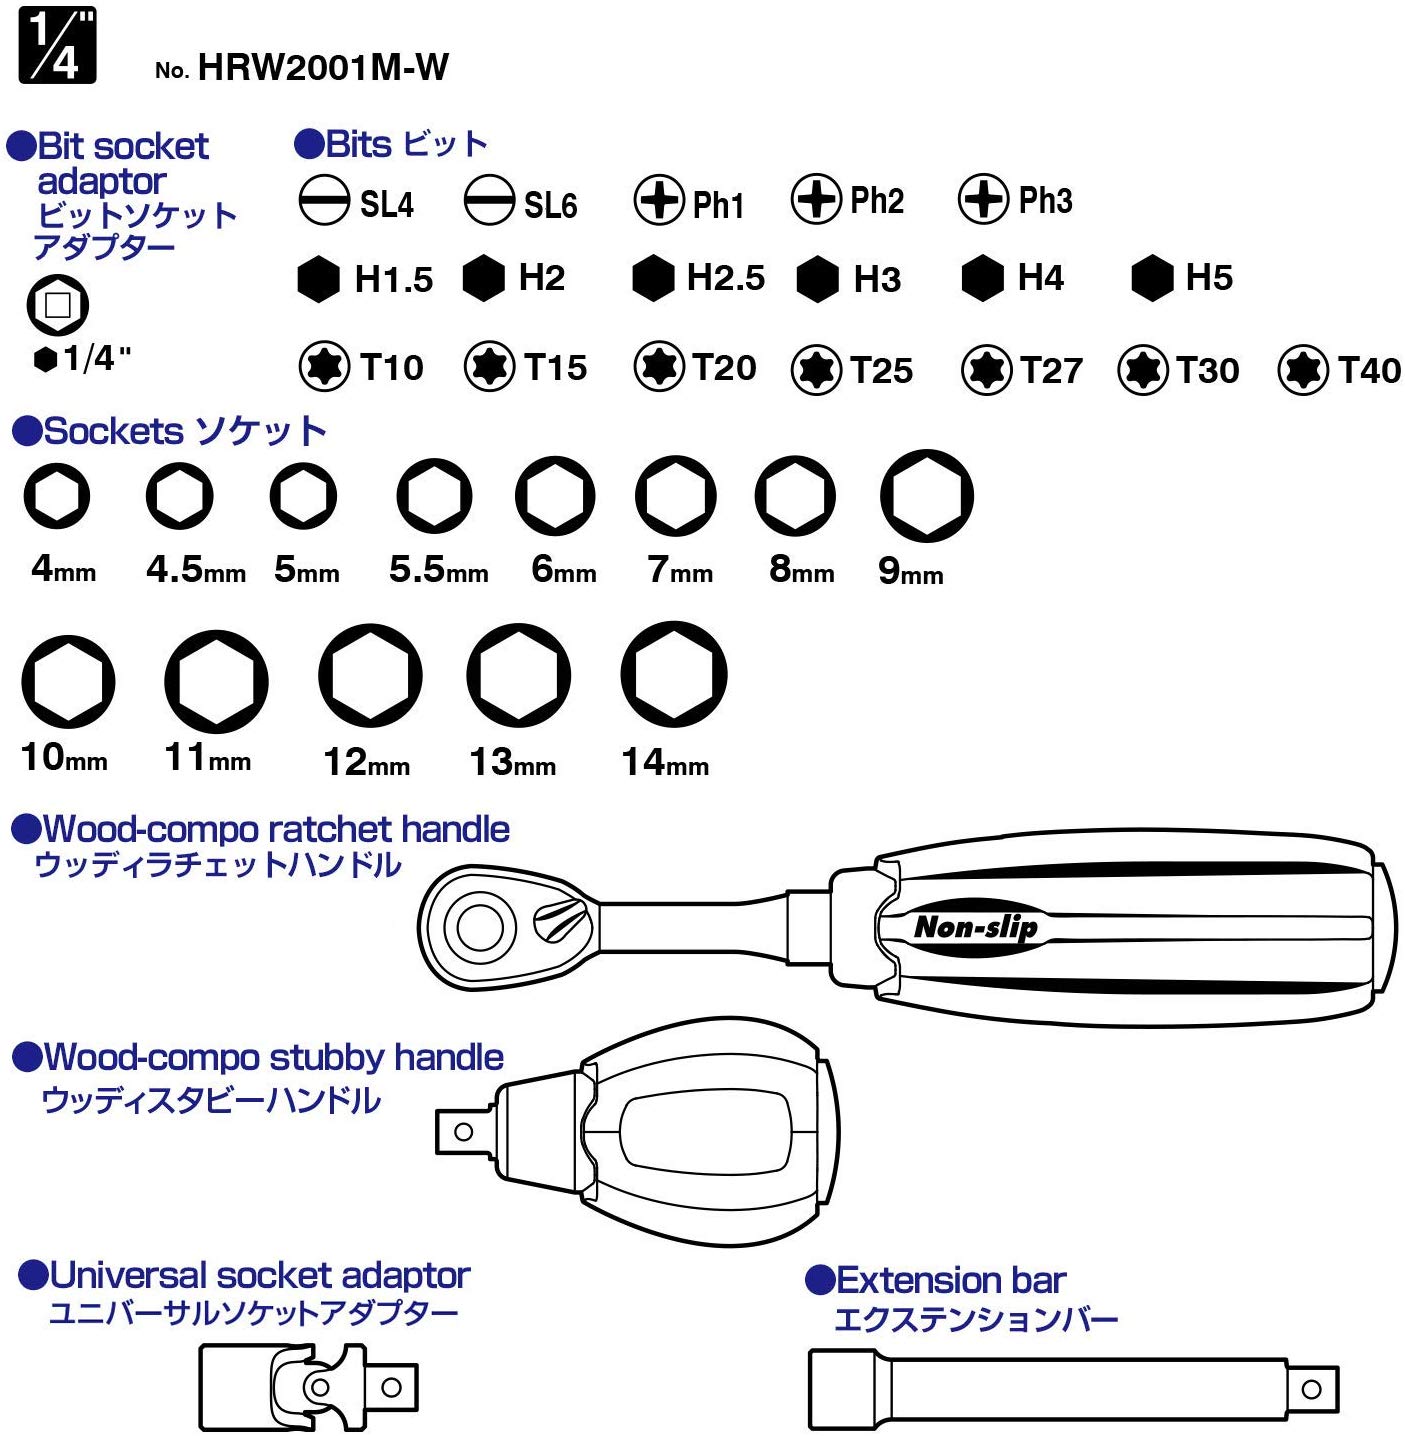 1/4"
No. HRW2001M-W
●Bit socket
adaptor
ビットソケット
アダプター
1/4"
●Bits ビット
SL4 SL6 Ph1 Ph2 Ph3
H1.5 H2 H2.5 H3 H4 H5
T10 T15 T20 T25 T27 T30 T40
●Sockets ソケット
4mm 4.5mm 5mm 5.5mm 6mm 7mm 8mm 9mm
10mm 11mm 12mm 13mm 14mm
●Wood-compo ratchet handle
ウッディラチェットハンドル
Non-slip
●Wood-compo stubby handle
ウッディスタビーハンドル
●Universal socket adaptor
ユニバーサルソケットアダプター
●Extension bar
エクステンションバー